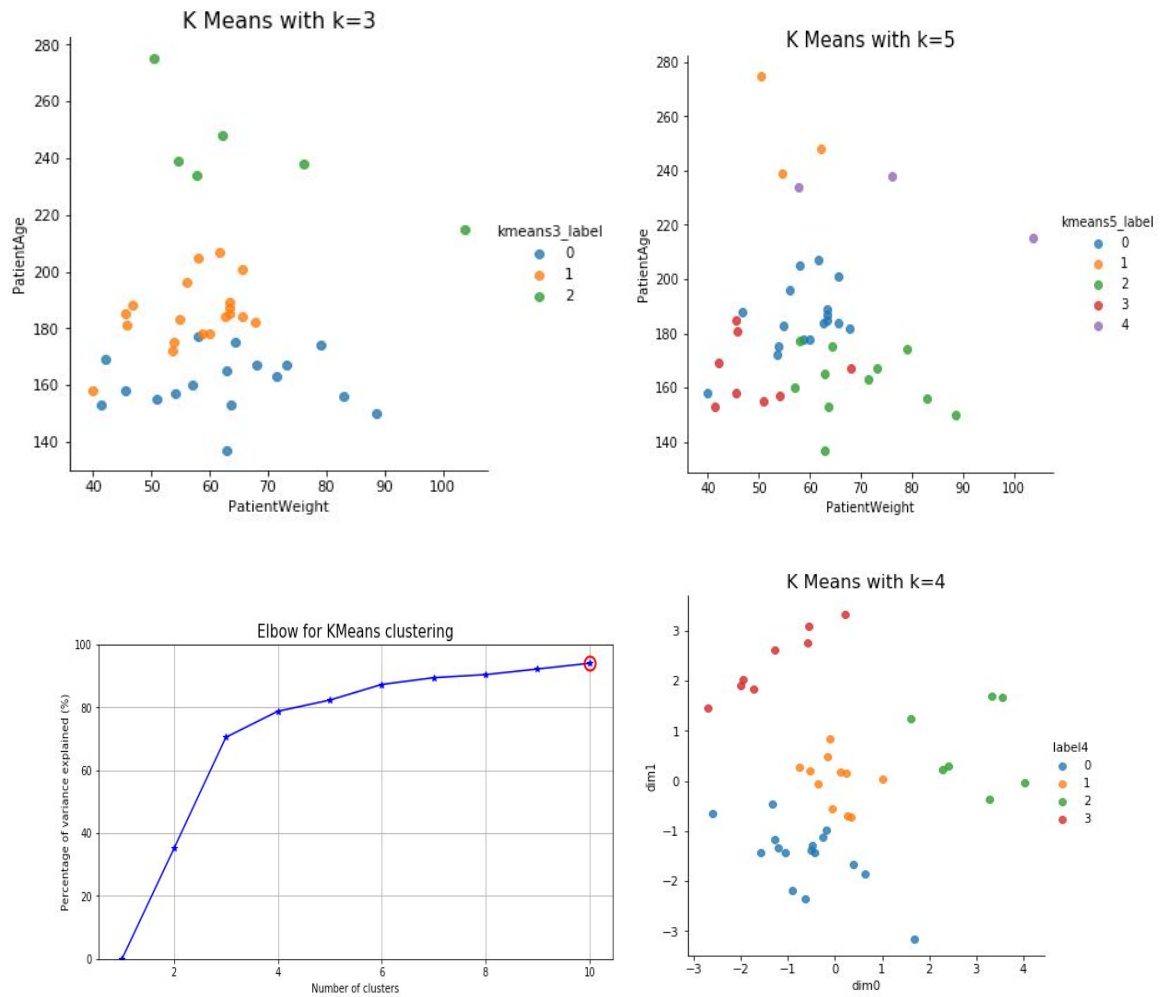 K Means with k=3
280
260
240
220
200
180
160
140
PatientAge
40 50 60 70 80 90 100
PatientWeight
kmeans3_label
0
1
2
K Means with k=5
280
260
240
220
200
180
160
140
PatientAge
40 50 60 70 80 90 100
PatientWeight
kmeans5_label
0
1
2
3
4
Elbow for KMeans clustering
100
80
60
40
20
0
Percentage of variance explained (%)
2 4 6 8 10
Number of clusters
K Means with k=4
3
2
1
0
−1
−2
−3
dim1
−3 −2 −1 0 1 2 3 4
dim0
label4
0
1
2
3